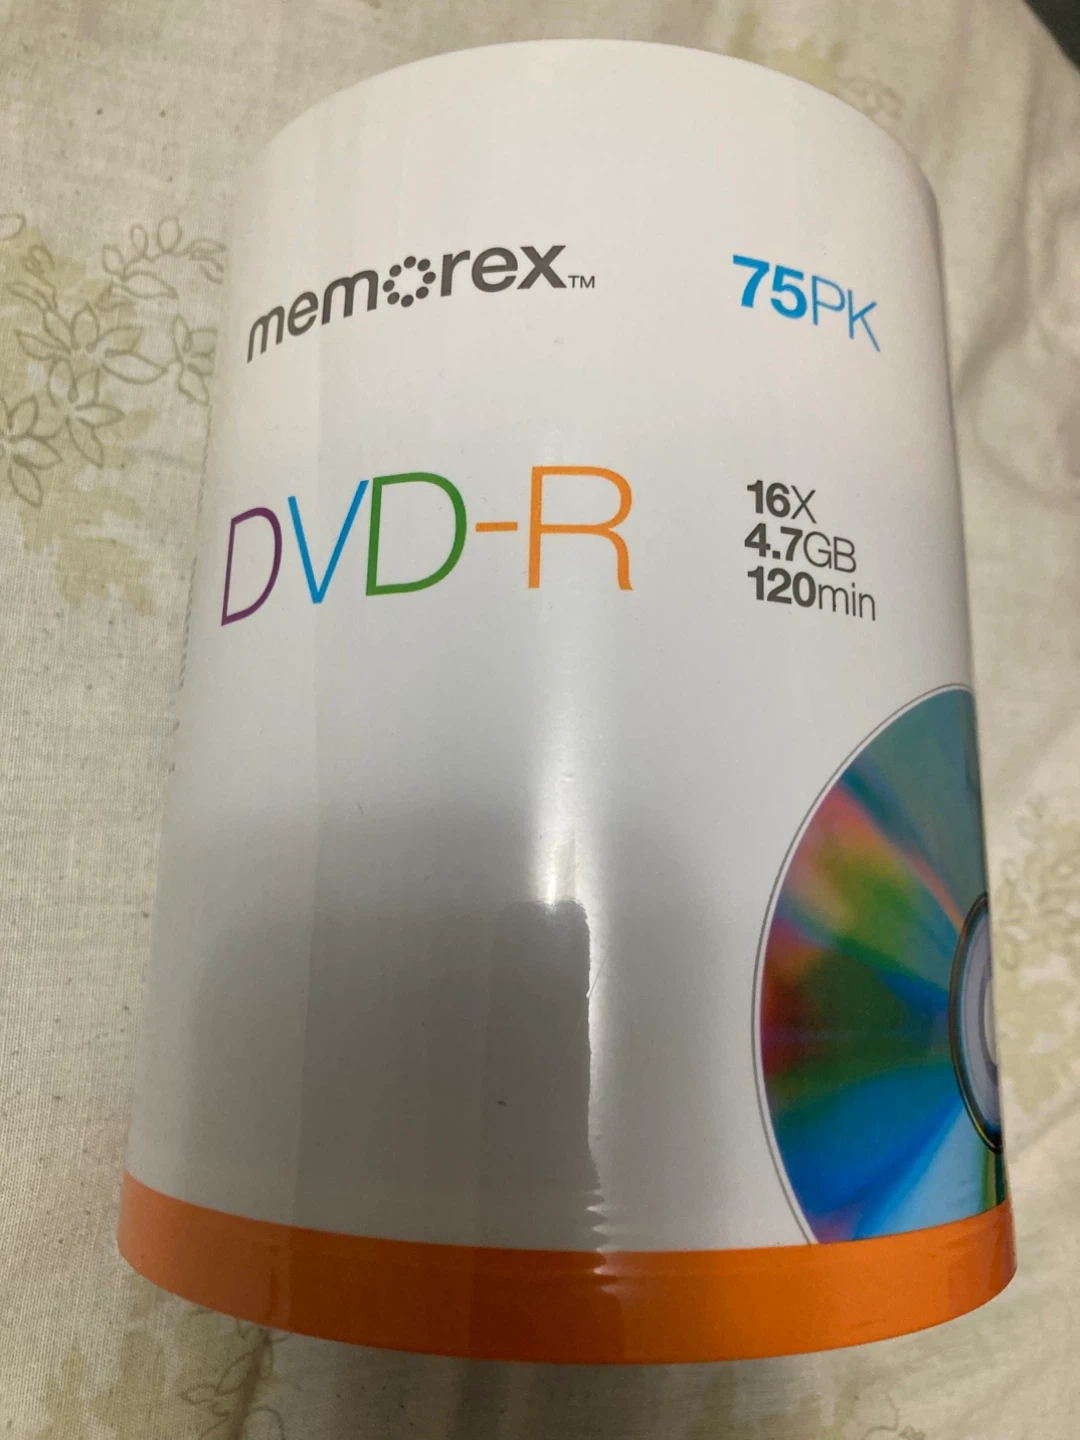 memorex™
75PK
DVD-R
16X
4.7GB
120min